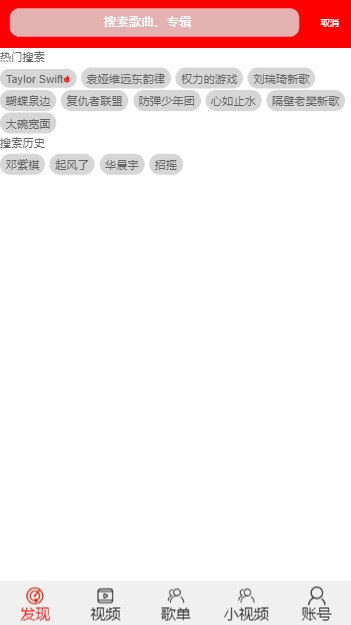 搜索歌曲、专辑 取消
热门搜索
Taylor Swift 袁娅维远东韵律 权力的游戏 刘瑞琦新歌
蝴蝶泉边 复仇者联盟 防弹少年团 心如止水 隔壁老樊新歌
大碗宽面
搜索历史
邓紫棋 起风了 华晨宇 招摇
发现 视频 歌单 小视频 账号